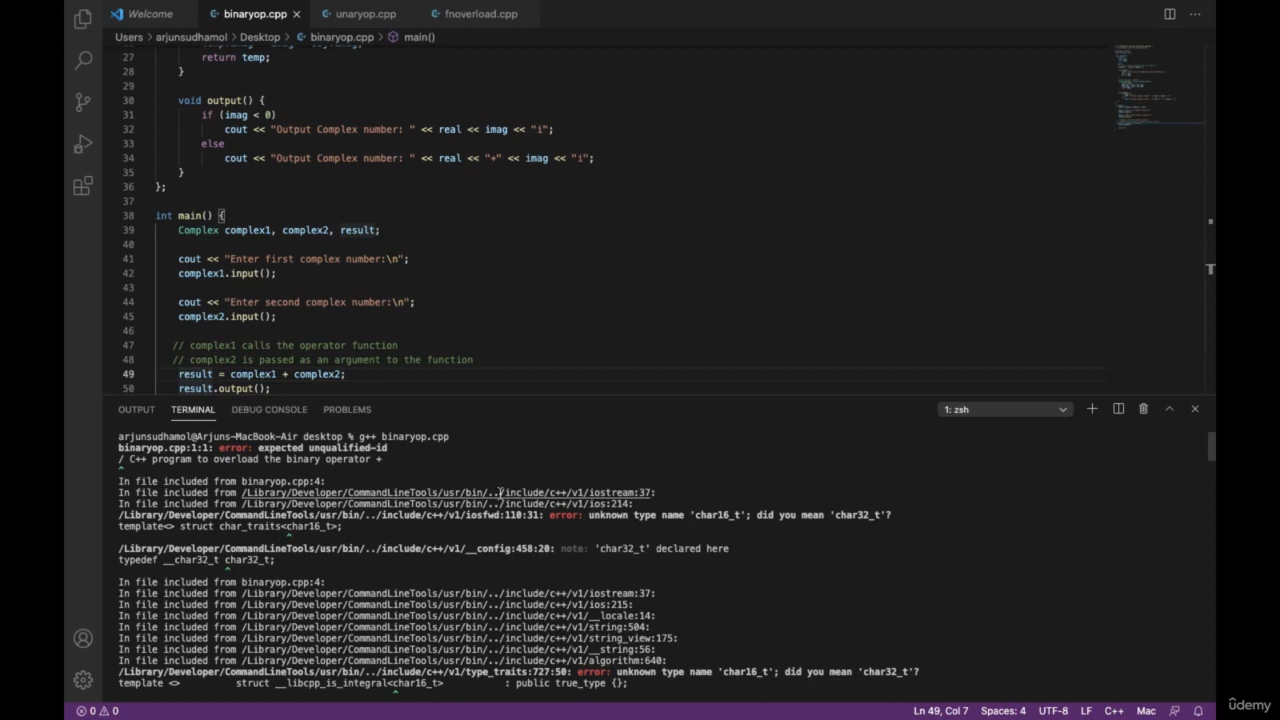 Welcome
binaryop.cpp
unaryop.cpp
fnoverload.cpp
Users > arjunsudhamol > Desktop > binaryop.cpp > main()
27 return temp;
28 }
29
30 void output() {
31 if (imag < 0)
32 cout << "Output Complex number: " << real << imag << "i";
33 else
34 cout << "Output Complex number: " << real << "+" << imag << "i";
35 }
36 };
37
38 int main() {
39 Complex complex1, complex2, result;
40
41 cout << "Enter first complex number:\n";
42 complex1.input();
43
44 cout << "Enter second complex number:\n";
45 complex2.input();
46
47 // complex1 calls the operator function
48 // complex2 is passed as an argument to the function
49 result = complex1 + complex2;
50 result.output();
OUTPUT TERMINAL DEBUG CONSOLE PROBLEMS 1: zsh
arjunsudhamol@Arjuns-MacBook-Air desktop % g++ binaryop.cpp
binaryop.cpp:1:1: error: expected unqualified-id
/ C++ program to overload the binary operator +
^
In file included from binaryop.cpp:4:
In file included from /Library/Developer/CommandLineTools/usr/bin/../include/c++/v1/iostream:37:
In file included from /Library/Developer/CommandLineTools/usr/bin/../include/c++/v1/ios:214:
/Library/Developer/CommandLineTools/usr/bin/../include/c++/v1/iosfwd:110:31: error: unknown type name 'char16_t'; did you mean 'char32_t'?
template<> struct char_traits<char16_t>;
^
/Library/Developer/CommandLineTools/usr/bin/../include/c++/v1/__config:458:20: note: 'char32_t' declared here
typedef __char32_t char32_t;
^
In file included from binaryop.cpp:4:
In file included from /Library/Developer/CommandLineTools/usr/bin/../include/c++/v1/iostream:37:
In file included from /Library/Developer/CommandLineTools/usr/bin/../include/c++/v1/ios:215:
In file included from /Library/Developer/CommandLineTools/usr/bin/../include/c++/v1/__locale:14:
In file included from /Library/Developer/CommandLineTools/usr/bin/../include/c++/v1/string:504:
In file included from /Library/Developer/CommandLineTools/usr/bin/../include/c++/v1/string_view:175:
In file included from /Library/Developer/CommandLineTools/usr/bin/../include/c++/v1/__string:56:
In file included from /Library/Developer/CommandLineTools/usr/bin/../include/c++/v1/algorithm:640:
/Library/Developer/CommandLineTools/usr/bin/../include/c++/v1/type_traits:727:50: error: unknown type name 'char16_t'; did you mean 'char32_t'?
template <> struct __libcpp_is_integral<char16_t> : public true_type {};
^
0 0 Ln 49, Col 7 Spaces: 4 UTF-8 LF C++ Mac
ûdemy